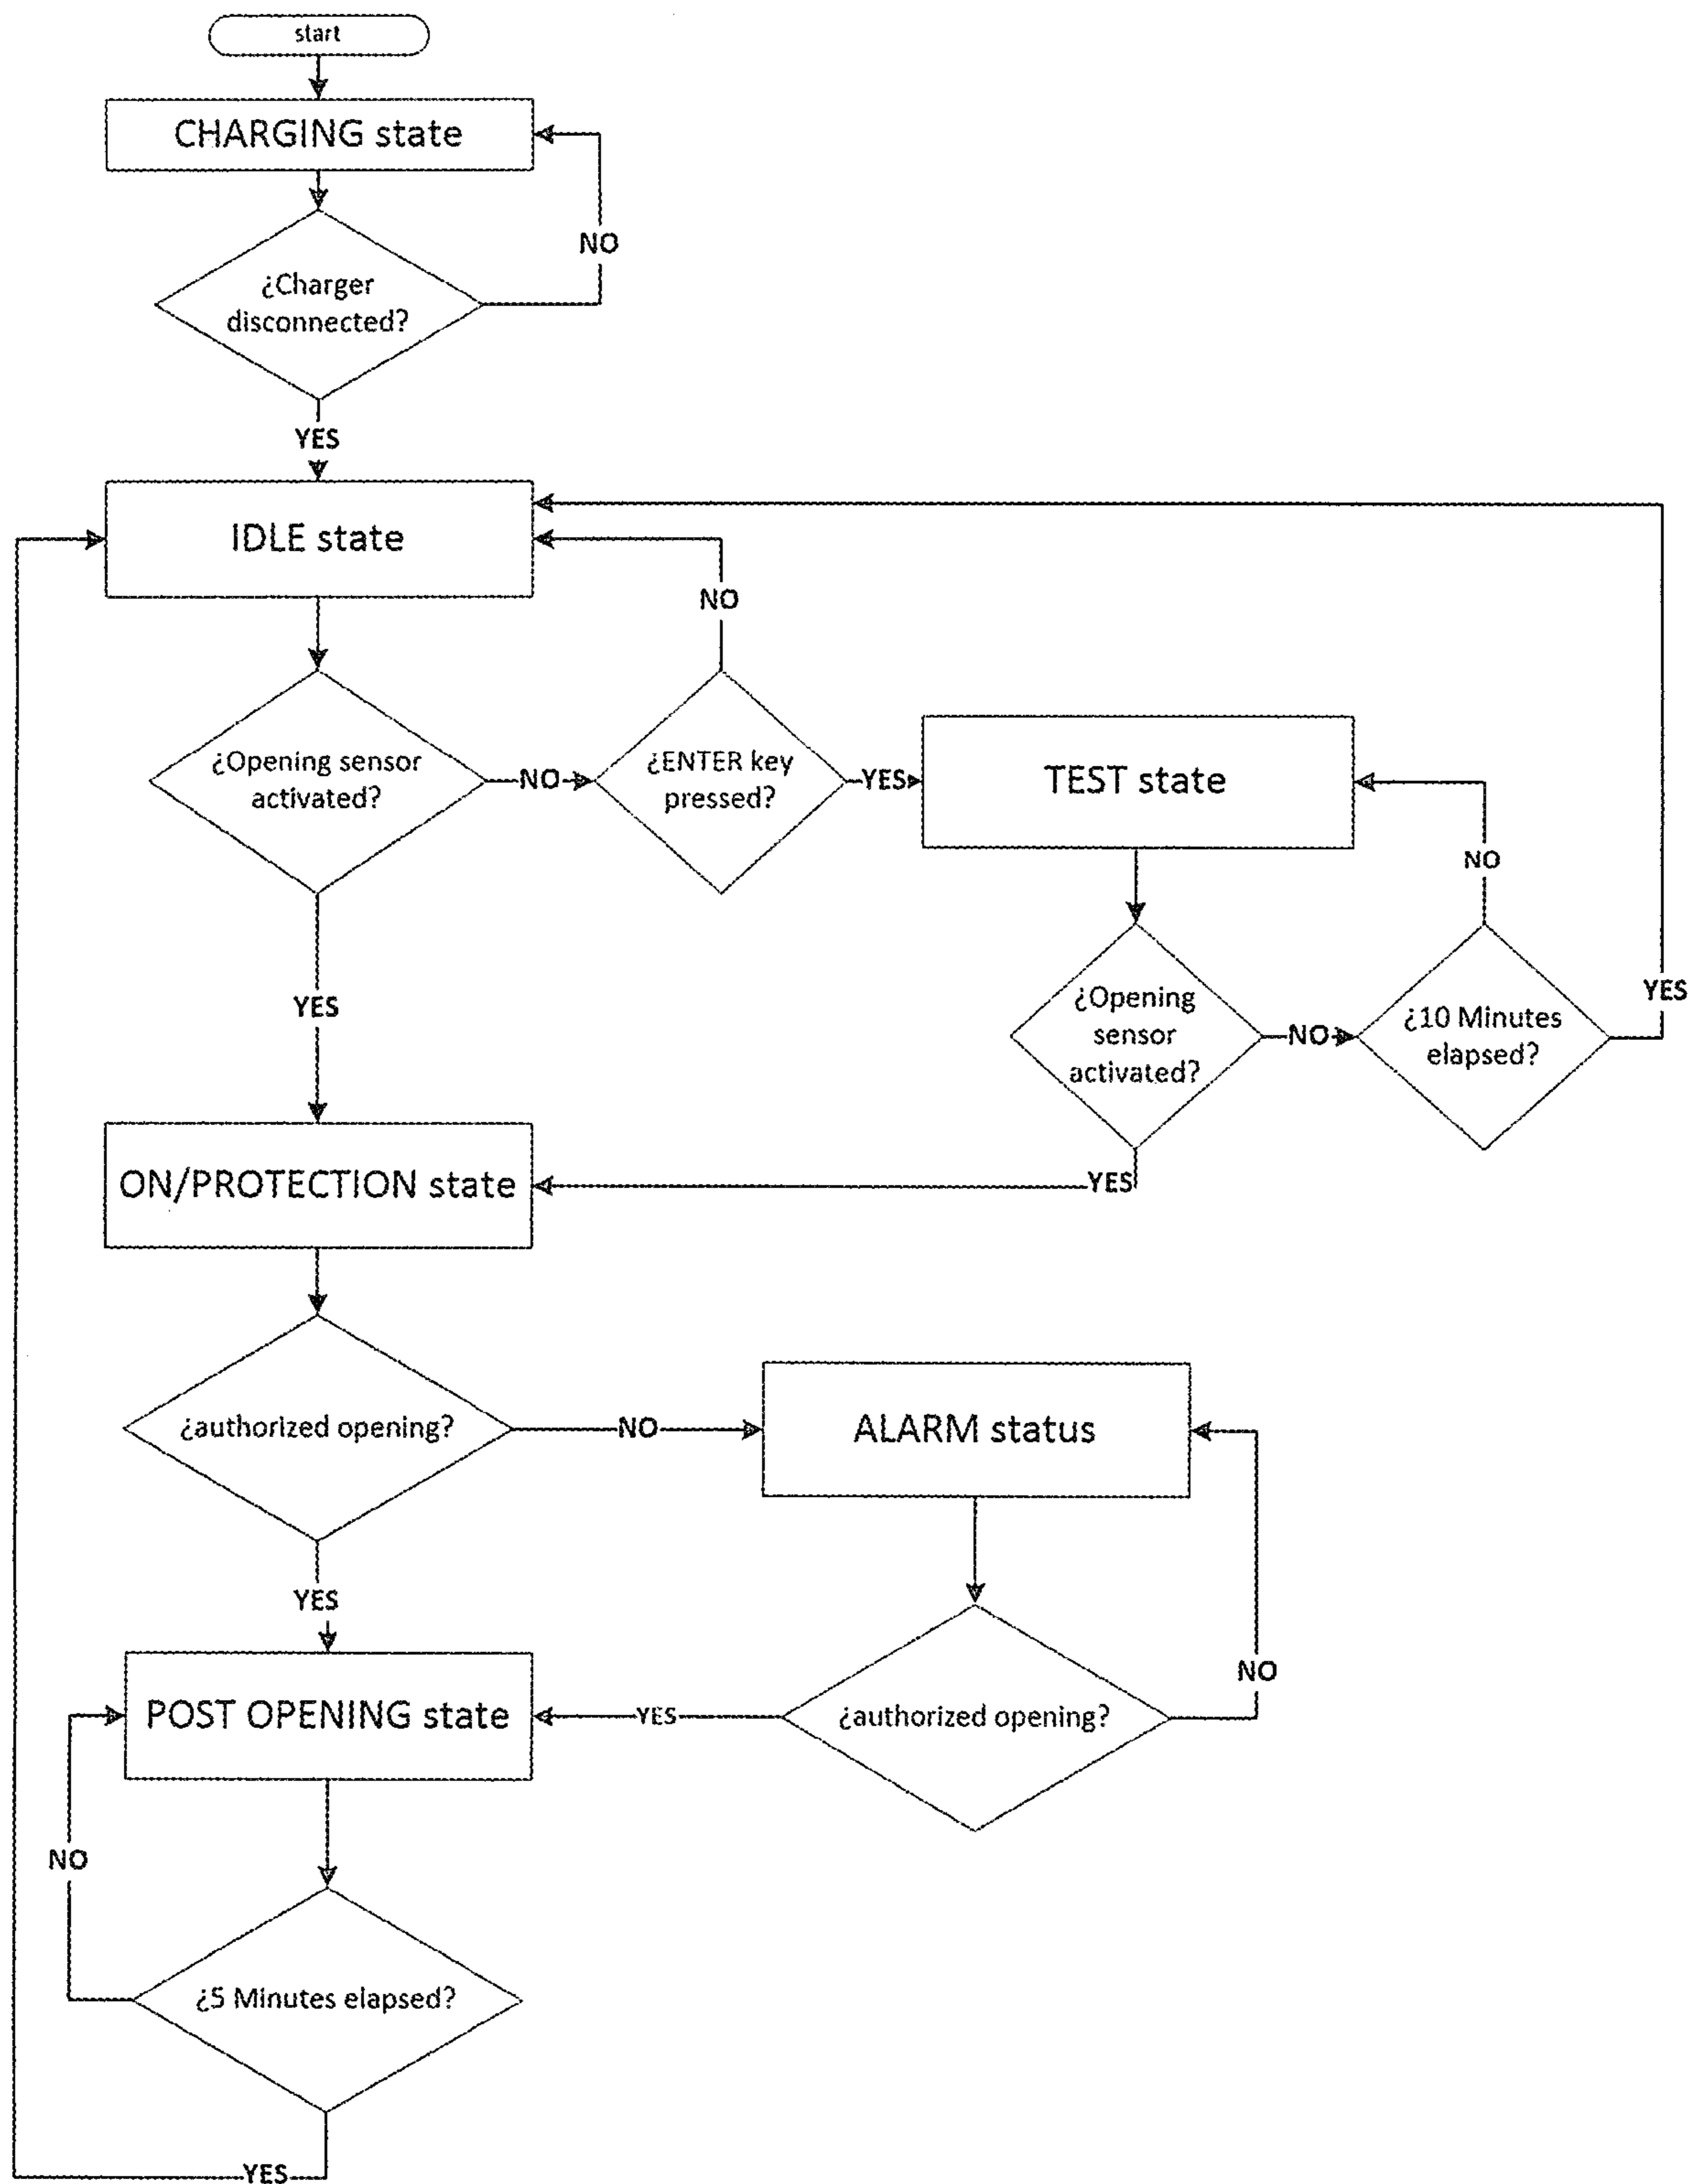 start
CHARGING state
NO
¿Charger
disconnected?
YES
IDLE state
NO
¿Opening sensor
activated?
NO
¿ENTER key
pressed?
YES
TEST state
NO
YES
¿Opening
sensor
activated?
NO
¿10 Minutes
elapsed?
YES
ON/PROTECTION state
YES
¿authorized opening?
NO
ALARM status
YES
NO
POST OPENING state
YES
¿authorized opening?
NO
¿5 Minutes elapsed?
YES